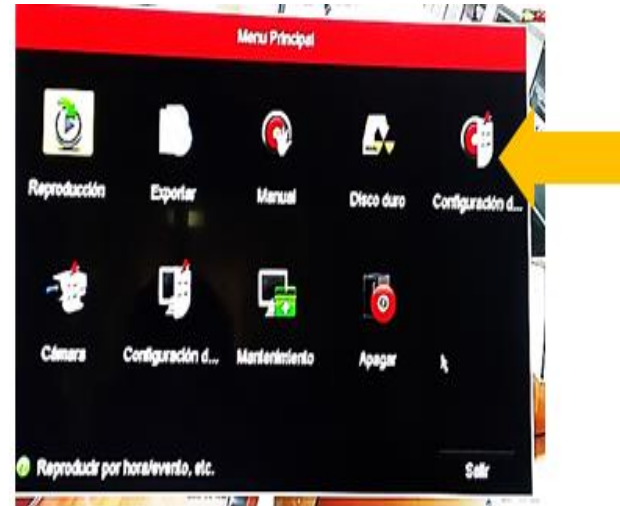 Menu Principal
Reproducción Exportar Manual Disco duro Configuración d...
Cámara Configuración d... Mantenimiento Apagar
Reproducir por hora/evento, etc. Salir